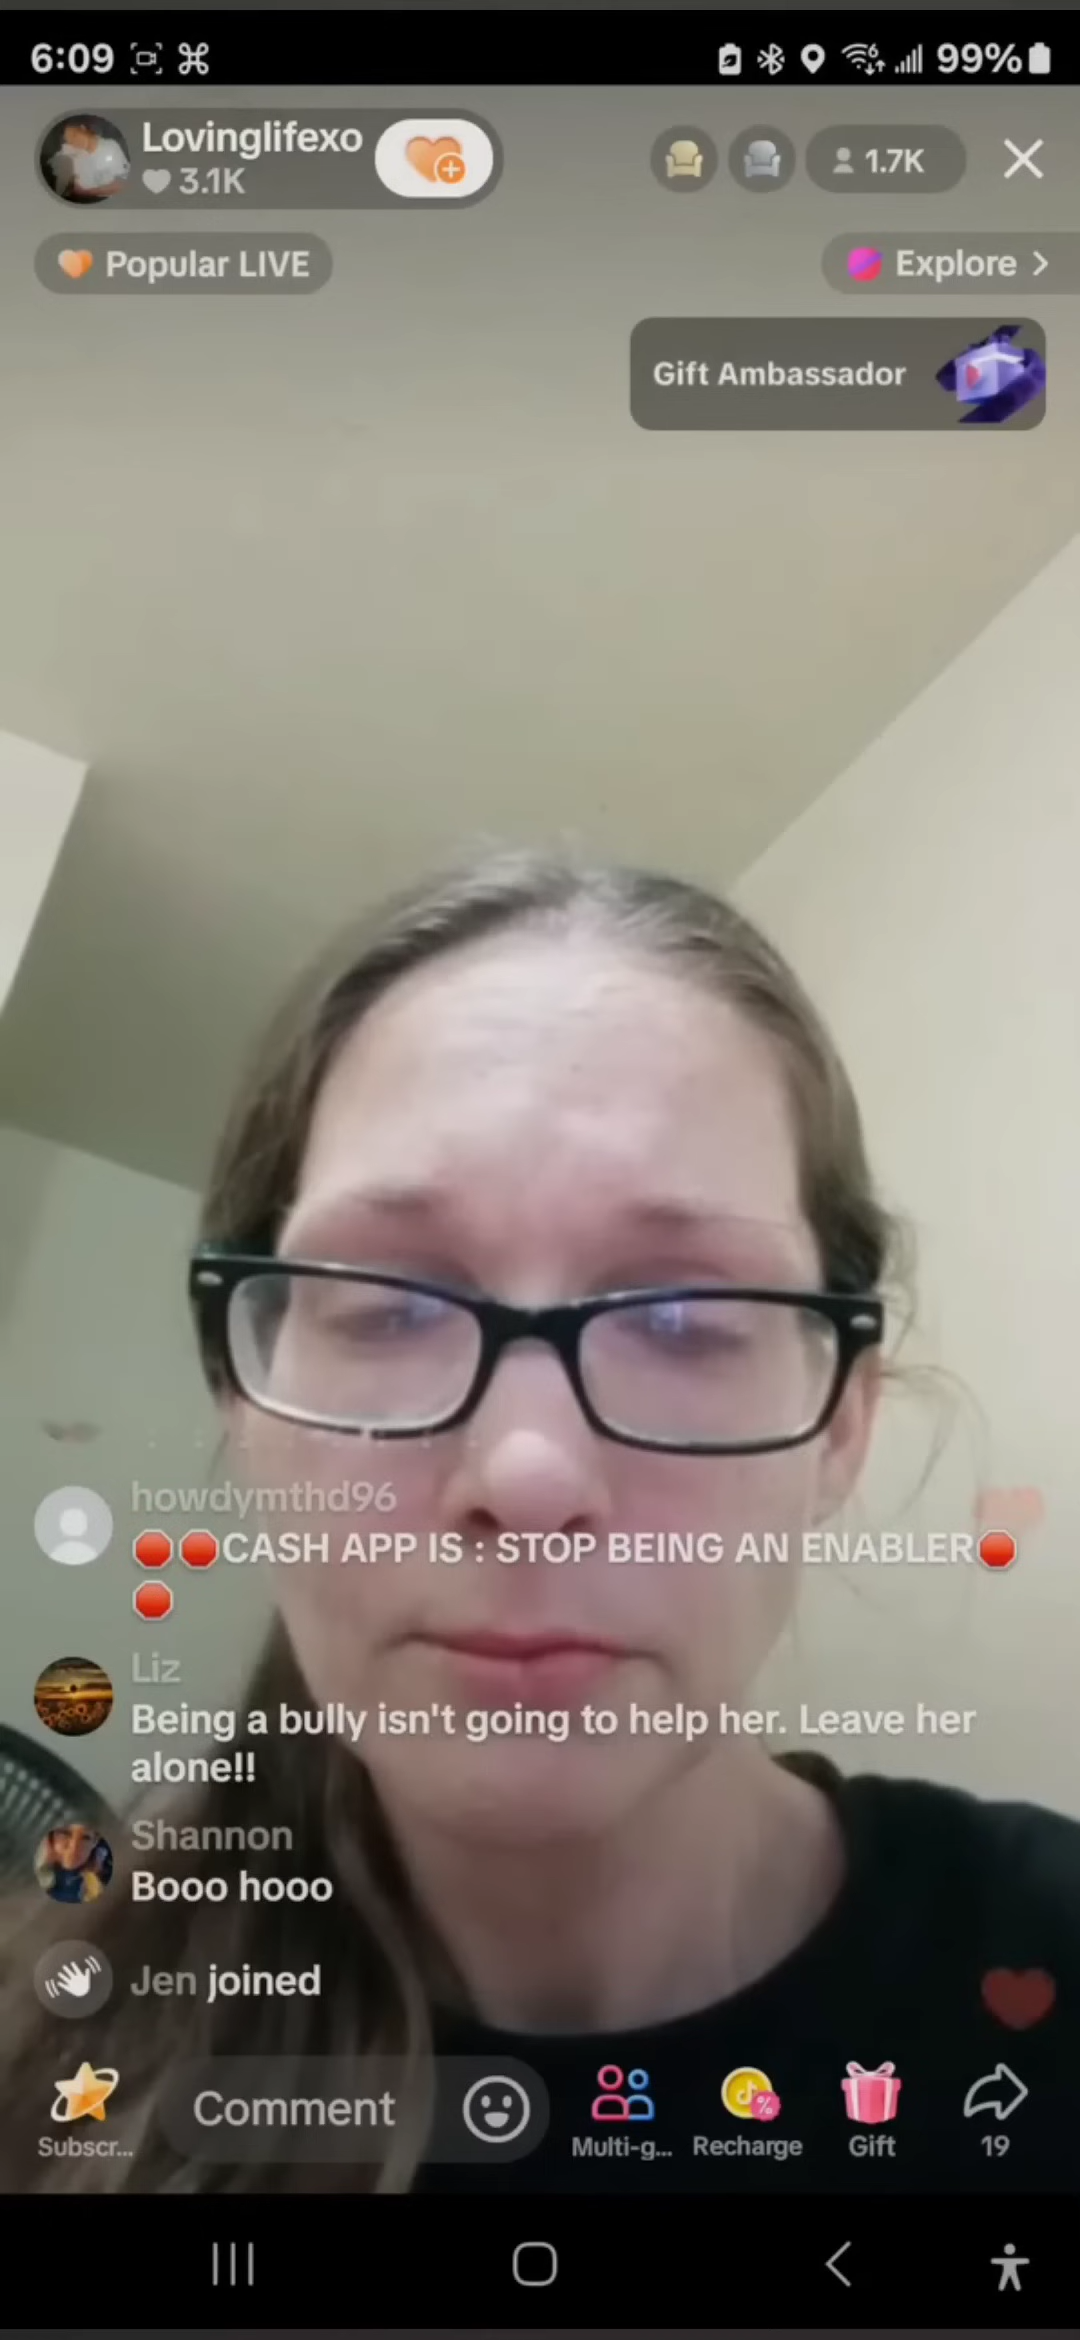 6:09
99%
Lovinglifexo
3.1K
1.7K
Popular LIVE
Explore >
Gift Ambassador
howdymthd96
🛑🛑CASH APP IS : STOP BEING AN ENABLER🛑
🛑
Liz
Being a bully isn't going to help her. Leave her
alone!!
Shannon
Booo hooo
Jen joined
Comment
Subscr...
Multi-g...
Recharge
Gift
19